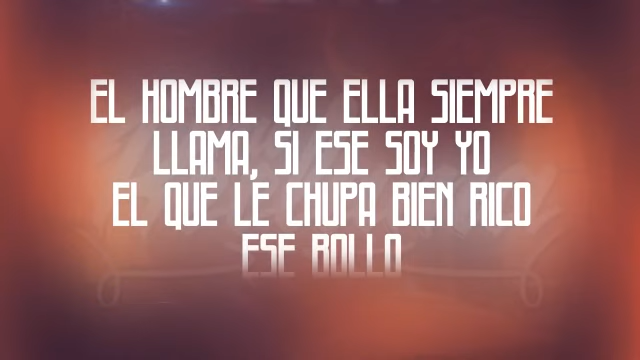 EL HOMBRE QUE ELLA SIEMPRE
LLAMA, SI ESE SOY YO
EL QUE LE CHUPA BIEN RICO
ESE BOLLO